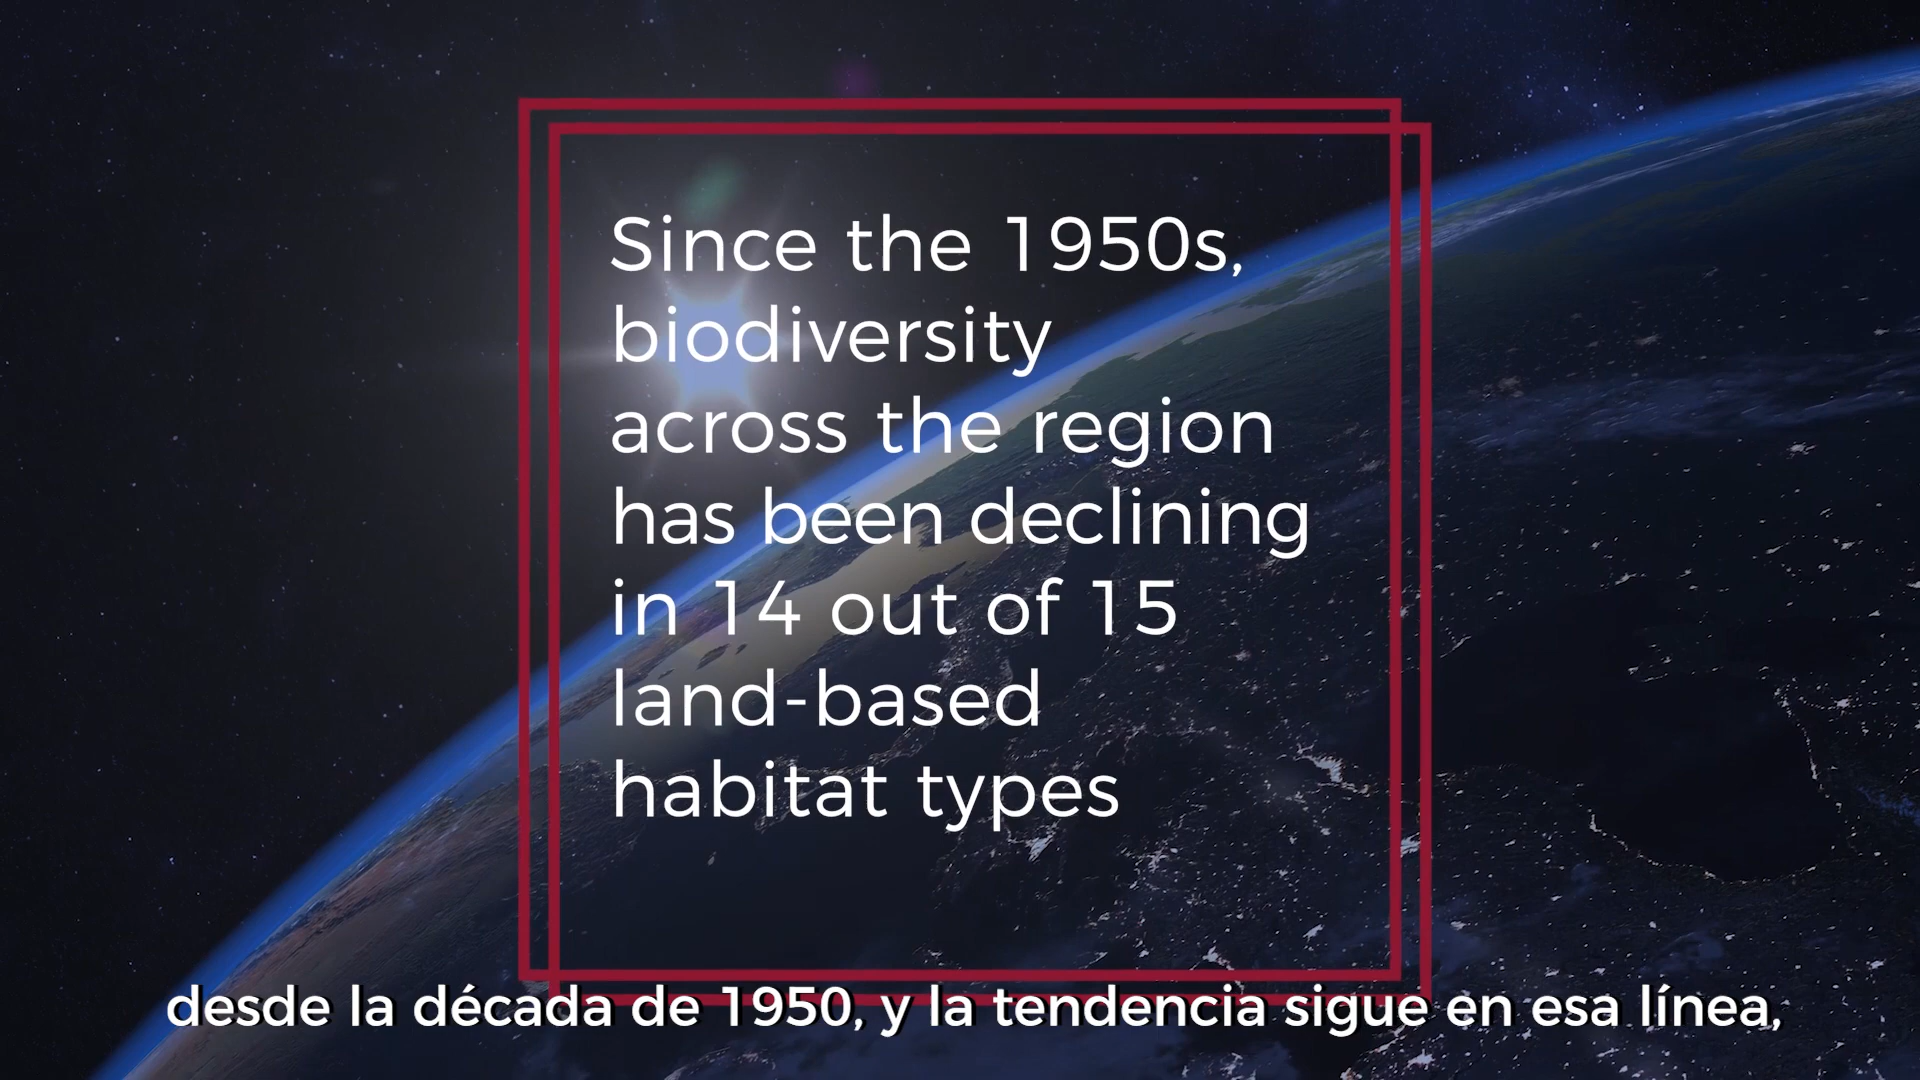 Since the 1950s,
biodiversity
across the region
has been declining
in 14 out of 15
land-based
habitat types
desde la década de 1950, y la tendencia sigue en esa línea,